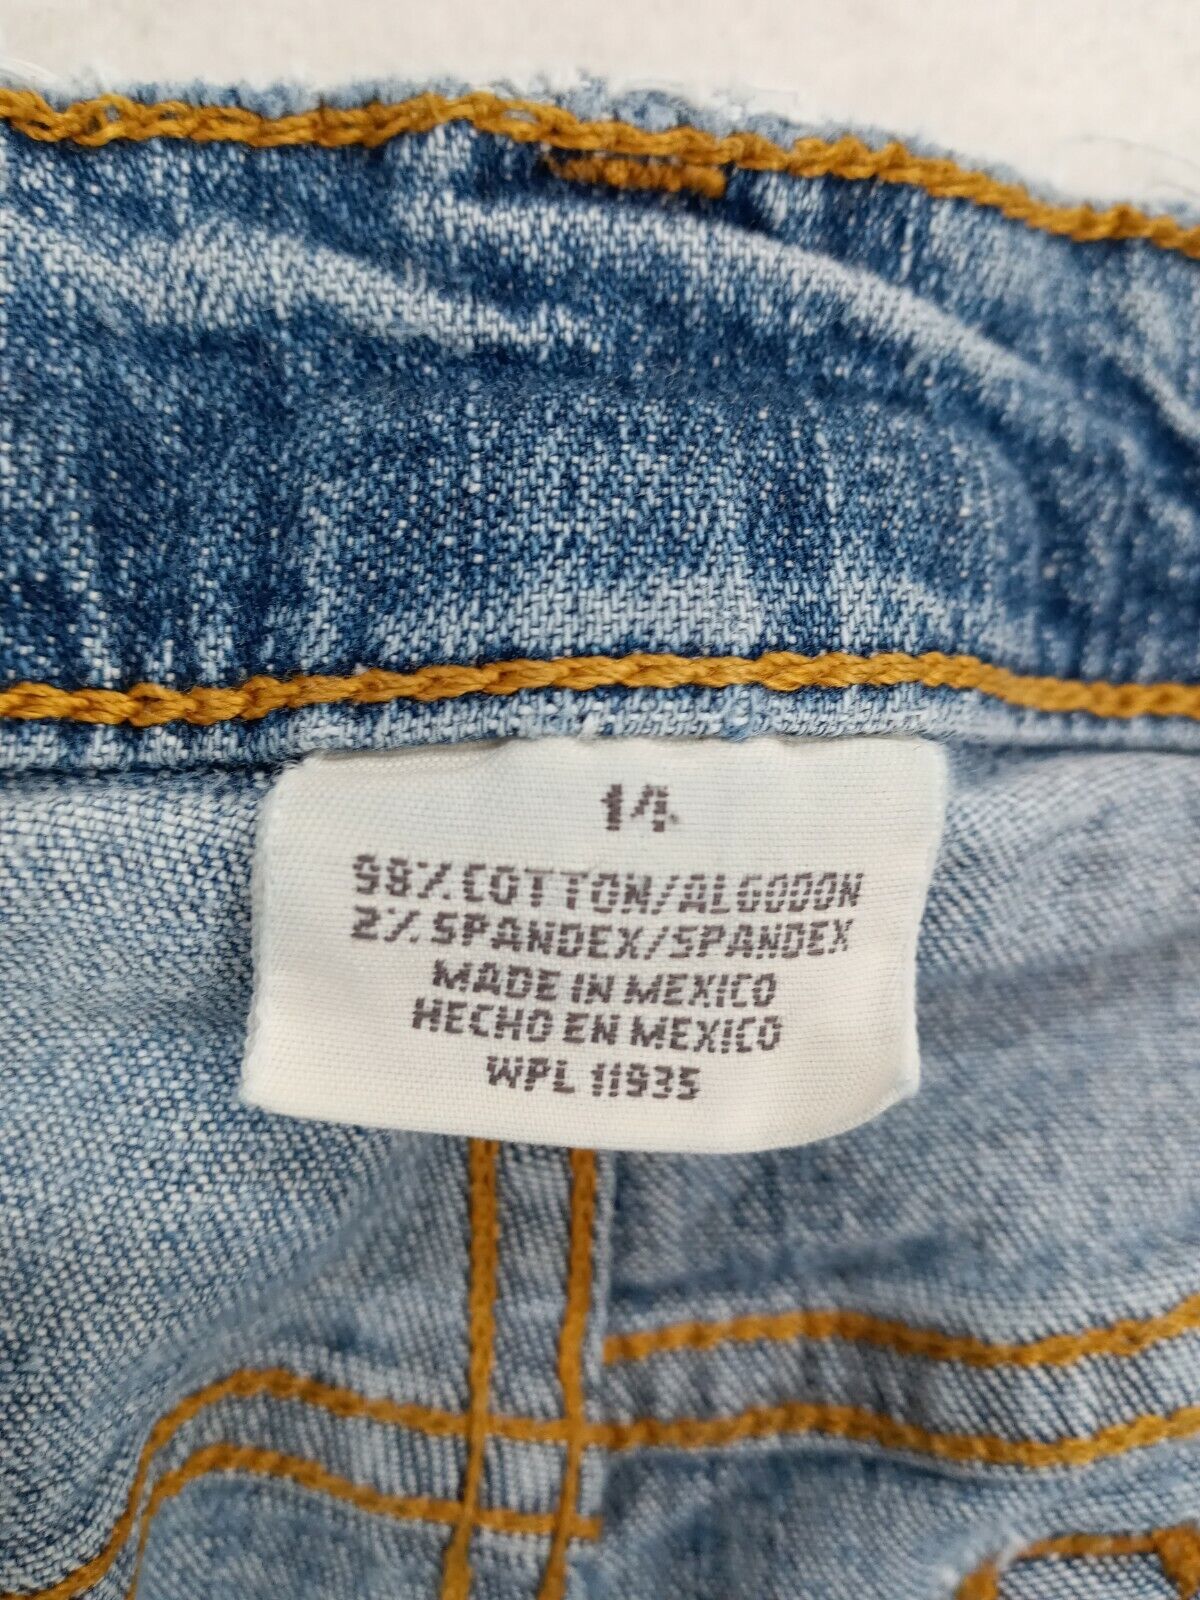 14
98% COTTON/ALGODON
2% SPANDEX/SPANDEX
MADE IN MEXICO
HECHO EN MEXICO
WPL 11935